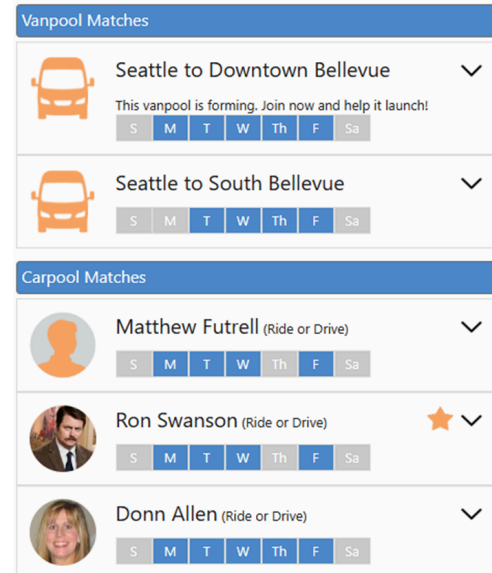 Vanpool Matches
Seattle to Downtown Bellevue
This vanpool is forming. Join now and help it launch!
S M T W Th F Sa
Seattle to South Bellevue
S M T W Th F Sa
Carpool Matches
Matthew Futrell (Ride or Drive)
S M T W Th F Sa
Ron Swanson (Ride or Drive)
S M T W Th F Sa
Donn Allen (Ride or Drive)
S M T W Th F Sa